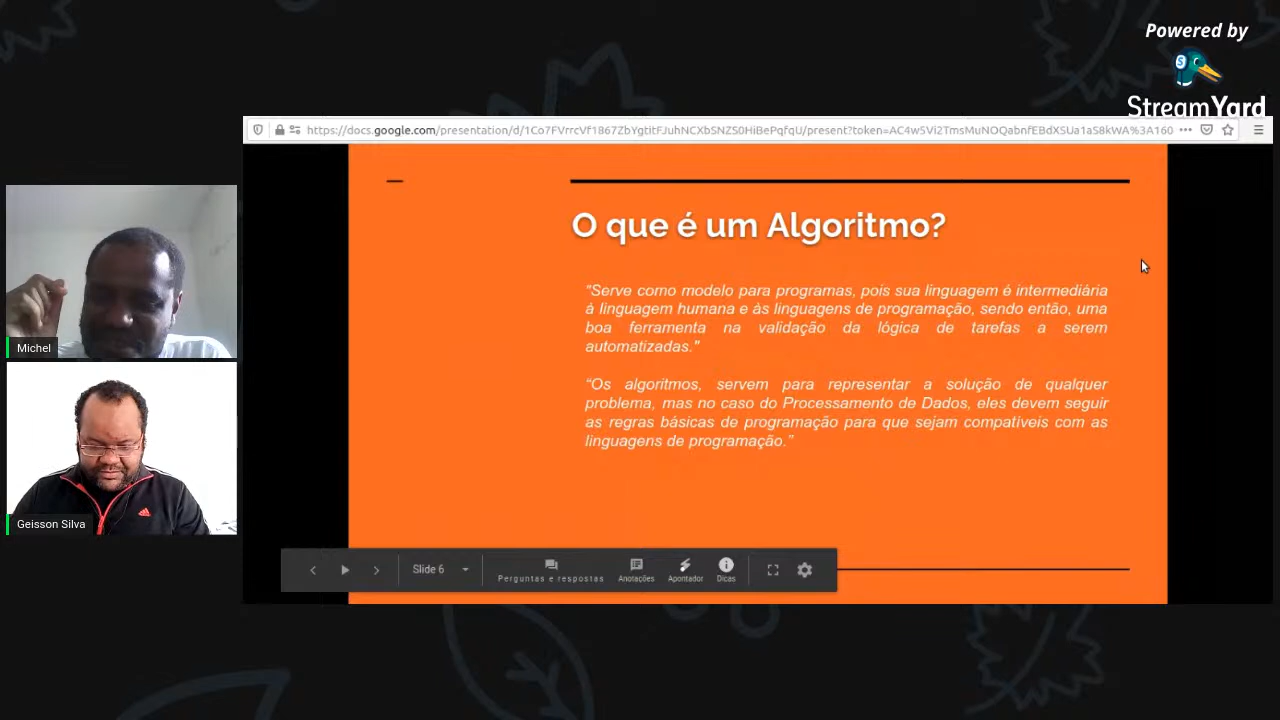 Powered by
StreamYard
https://docs.google.com/presentation/d/1Co7FVrrcVf1867ZbYgtitFJuhNCXbSNZS0HiBePqfqU/present?token=AC4w5Vi2TmsMuNOQabnfEBdXSUa1aS8kWA%3A160
O que é um Algoritmo?
"Serve como modelo para programas, pois sua linguagem é intermediária
à linguagem humana e às linguagens de programação, sendo então, uma
boa ferramenta na validação da lógica de tarefas a serem
automatizadas."
"Os algoritmos, servem para representar a solução de qualquer
problema, mas no caso do Processamento de Dados, eles devem seguir
as regras básicas de programação para que sejam compatíveis com as
linguagens de programação."
Michel
Geisson Silva
Slide 6
Perguntas e respostas
Anotações
Apontador
Dicas